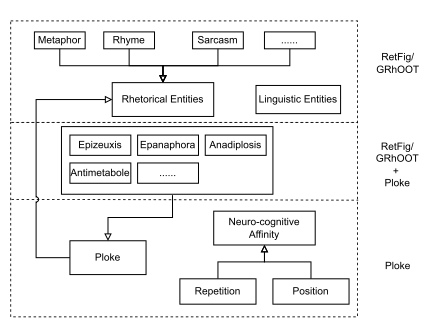 Metaphor
Rhyme
Sarcasm
......
RetFig/
GRhOOT
Rhetorical Entities
Linguistic Entities
Epizeuxis
Epanaphora
Anadiplosis
Antimetabole
......
RetFig/
GRhOOT
+
Ploke
Neuro-cognitive
Affinity
Ploke
Repetition
Position
Ploke